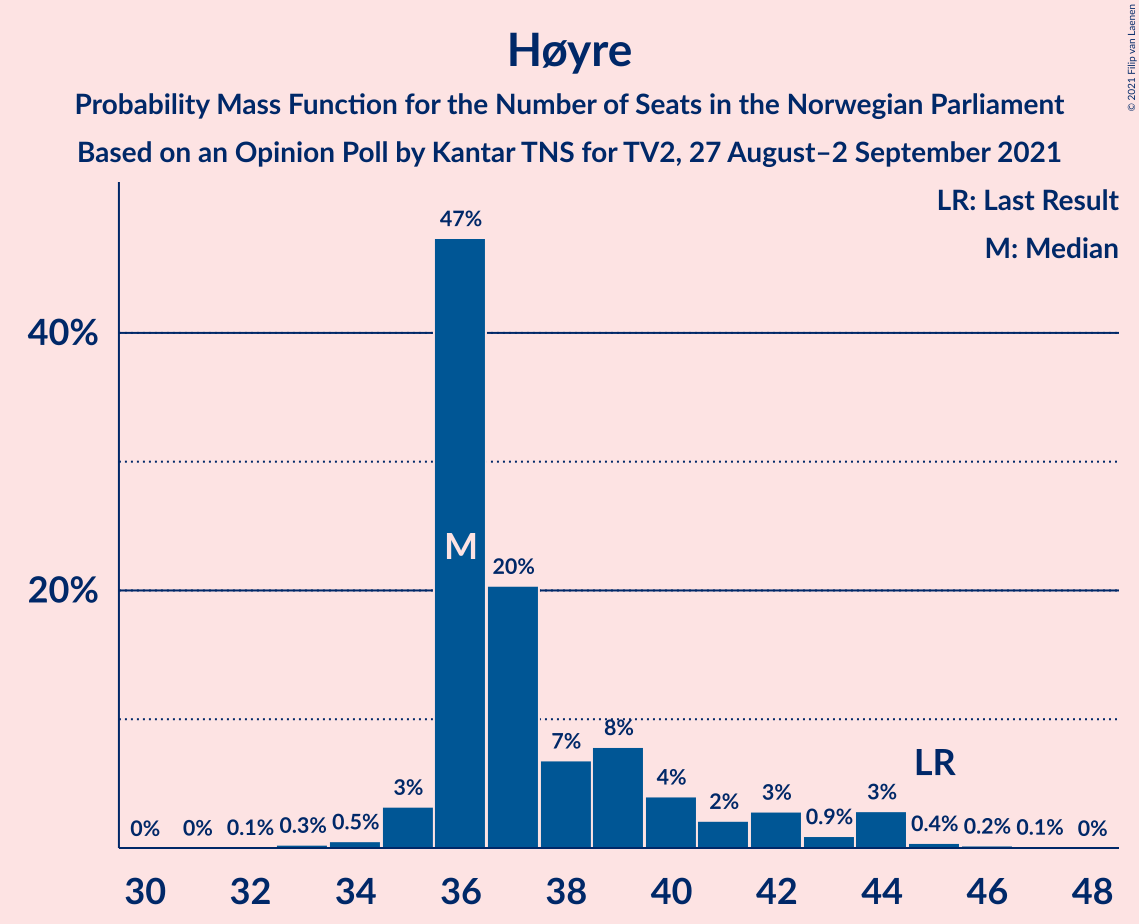 Høyre
Probability Mass Function for the Number of Seats in the Norwegian Parliament
Based on an Opinion Poll by Kantar TNS for TV2, 27 August–2 September 2021
© 2021 Filip van Laenen
LR: Last Result
M: Median
40%
20%
0%
0%
0.1%
0.3%
0.5%
3%
47%
M
20%
7%
8%
4%
2%
3%
0.9%
3%
LR
0.4%
0.2%
0.1%
0%
30 32 34 36 38 40 42 44 46 48